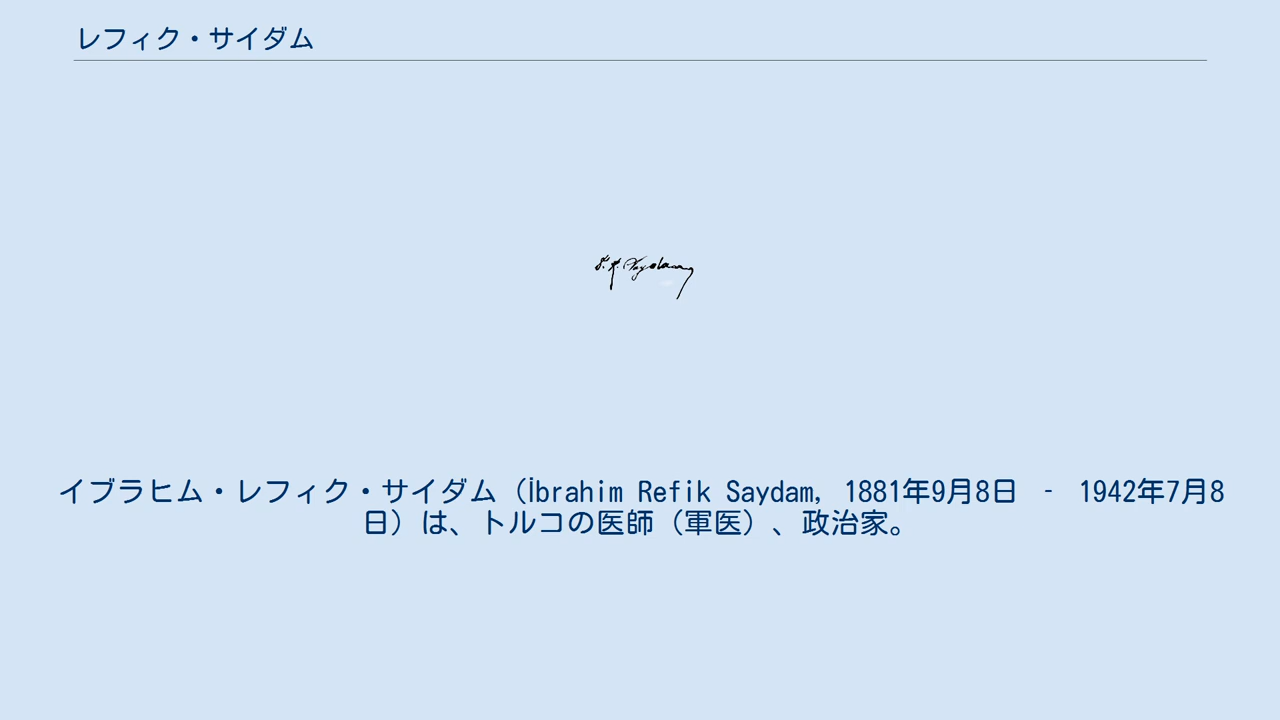 レフィク・サイダム
イブラヒム・レフィク・サイダム（İbrahim Refik Saydam, 1881年9月8日 - 1942年7月8
日）は、トルコの医師（軍医）、政治家。